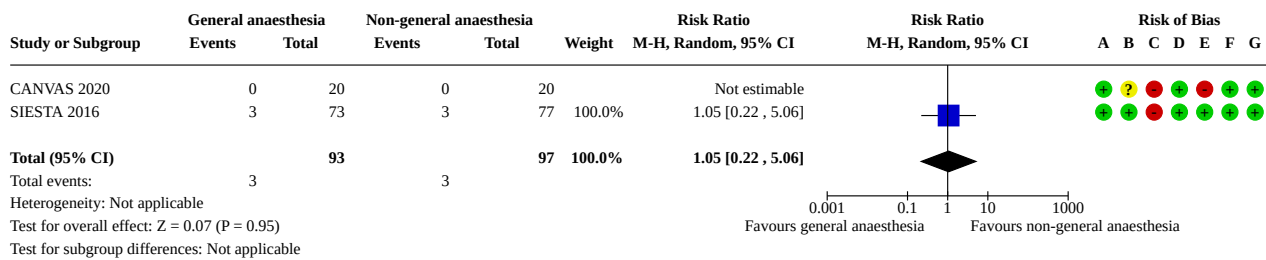 General anaesthesia Non-general anaesthesia Risk Ratio Risk Ratio Risk of Bias
Study or Subgroup Events Total Events Total Weight M-H, Random, 95% CI M-H, Random, 95% CI A B C D E F G
CANVAS 2020 0 20 0 20 Not estimable + ? - + - + +
SIESTA 2016 3 73 3 77 100.0% 1.05 [0.22 , 5.06] + + - + - + +
Total (95% CI) 93 97 100.0% 1.05 [0.22 , 5.06]
Total events: 3 3
Heterogeneity: Not applicable 0.001 0.1 1 10 1000
Test for overall effect: Z = 0.07 (P = 0.95) Favours general anaesthesia Favours non-general anaesthesia
Test for subgroup differences: Not applicable